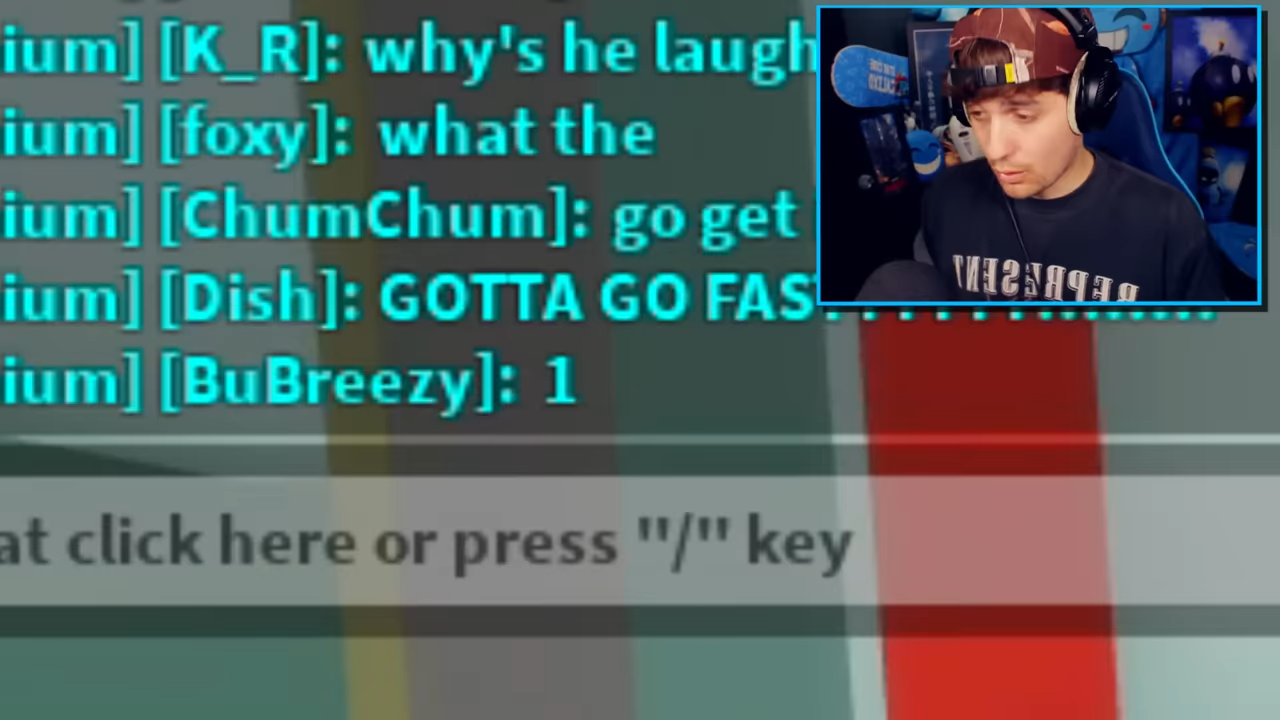 ium] [K_R]: why's he laugh
ium] [foxy]: what the
ium] [ChumChum]: go get
ium] [Dish]: GOTTA GO FAS
ium] [BuBreezy]: 1
at click here or press "/" key
REPRESENT